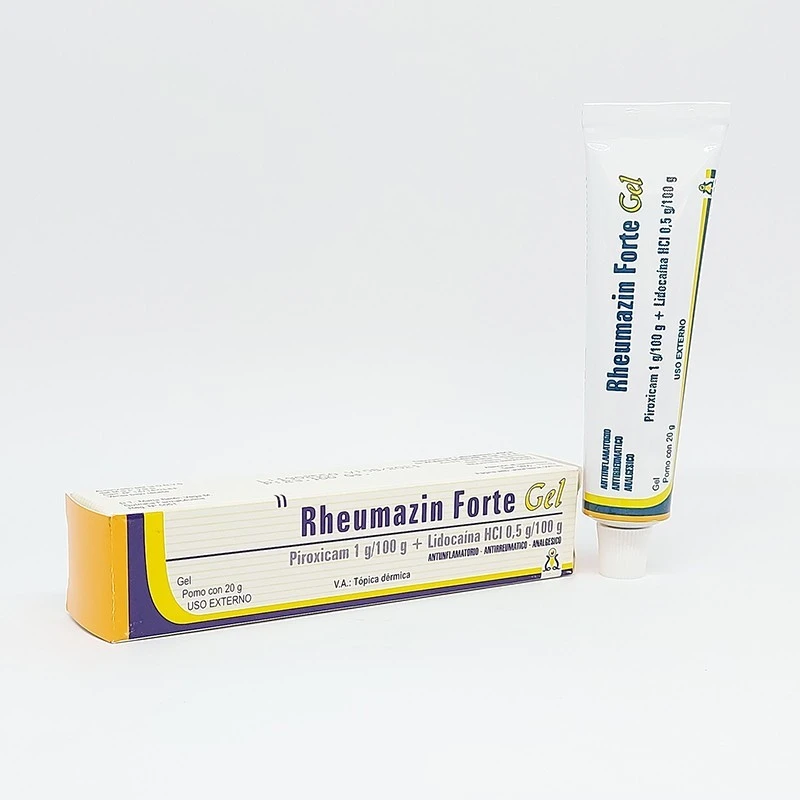 Rheumazin Forte Gel
Piroxicam 1 g/100 g + Lidocaína HCl 0,5 g/100 g
ANTIINFLAMATORIO - ANTIRREUMATICO - ANALGESICO
Gel
Pomo con 20 g
USO EXTERNO
V.A.: Tópica dérmica
Rheumazin Forte Gel
Piroxicam 1 g/100 g + Lidocaína HCl 0,5 g/100 g
USO EXTERNO
ANTIINFLAMATORIO
ANTIRREUMATICO
ANALGESICO
Gel
Pomo con 20 g